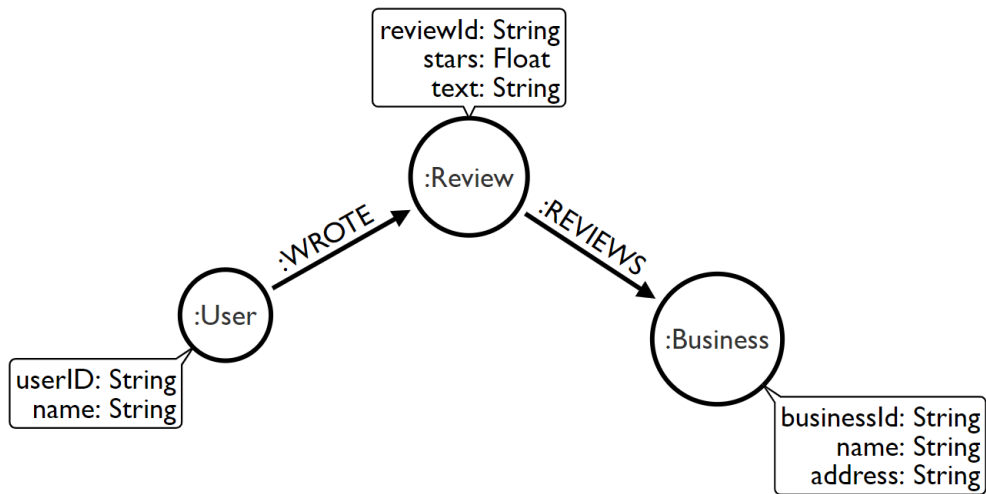 reviewId: String
stars: Float
text: String
:Review
:WROTE
:REVIEWS
:User
:Business
userID: String
name: String
businessId: String
name: String
address: String